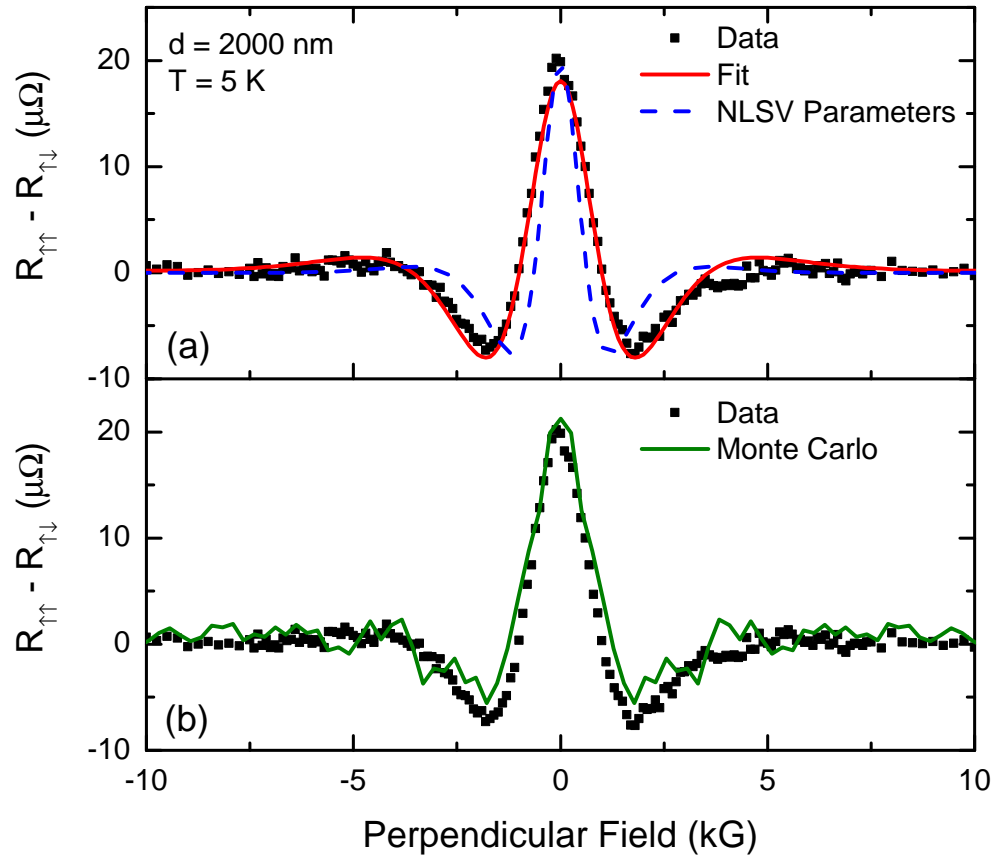 d = 2000 nm
T = 5 K
Data
Fit
NLSV Parameters
20
10
0
-10
R↑↑ - R↑↓ (μΩ)
(a)
Data
Monte Carlo
20
10
0
-10
R↑↑ - R↑↓ (μΩ)
(b)
-10 -5 0 5 10
Perpendicular Field (kG)